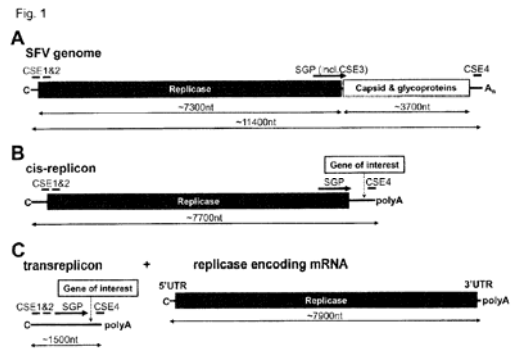 Fig. 1
A
SFV genome
CSE1&2
SGP (incl.CSE3)
CSE4
C
Replicase
Capsid & glycoproteins
An
~7300nt
~3700nt
~11400nt
B
cis-replicon
Gene of interest
CSE1&2
SGP
CSE4
C
Replicase
polyA
~7700nt
C
transreplicon + replicase encoding mRNA
Gene of interest
5'UTR
3'UTR
CSE1&2 SGP CSE4
C
polyA
C
Replicase
polyA
~1500nt
~7900nt